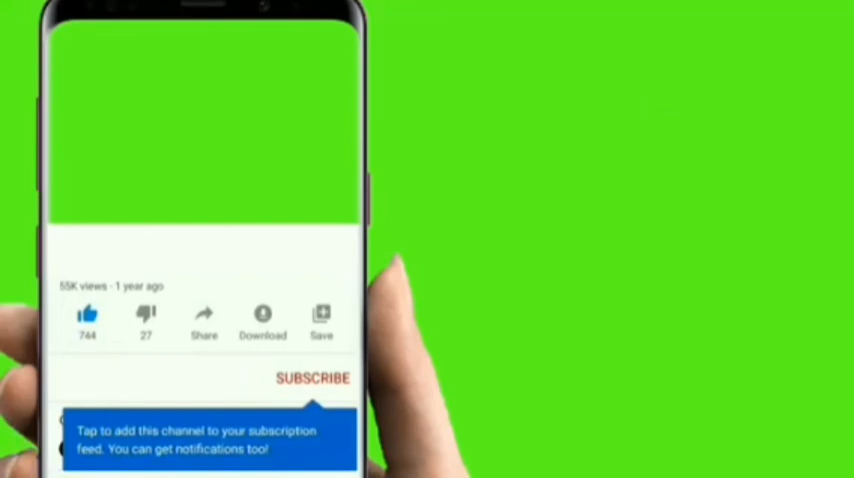 55K views · 1 year ago
744 27 Share Download Save
SUBSCRIBE
Tap to add this channel to your subscription
feed. You can get notifications too!